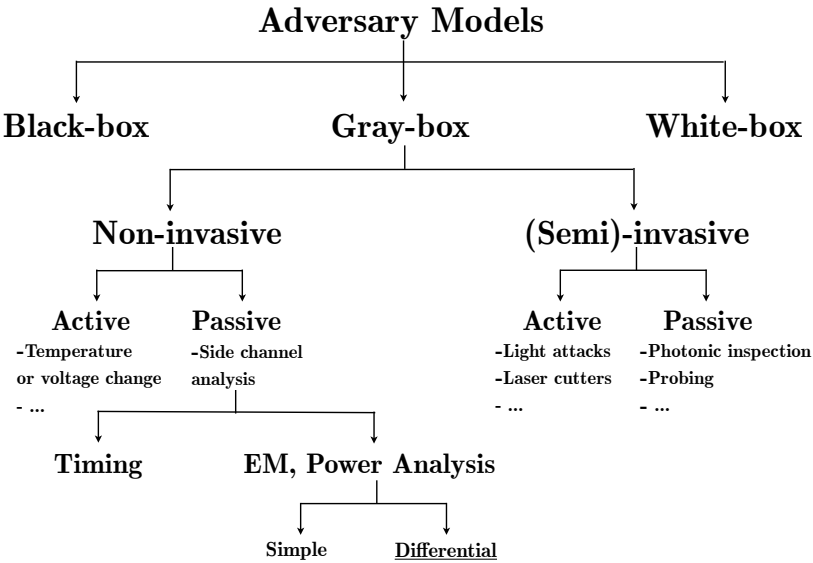 Adversary Models
Black-box
Gray-box
White-box
Non-invasive
(Semi)-invasive
Active
-Temperature
or voltage change
- ...
Passive
-Side channel
analysis
Active
-Light attacks
-Laser cutters
- ...
Passive
-Photonic inspection
-Probing
- ...
Timing
EM, Power Analysis
Simple
Differential